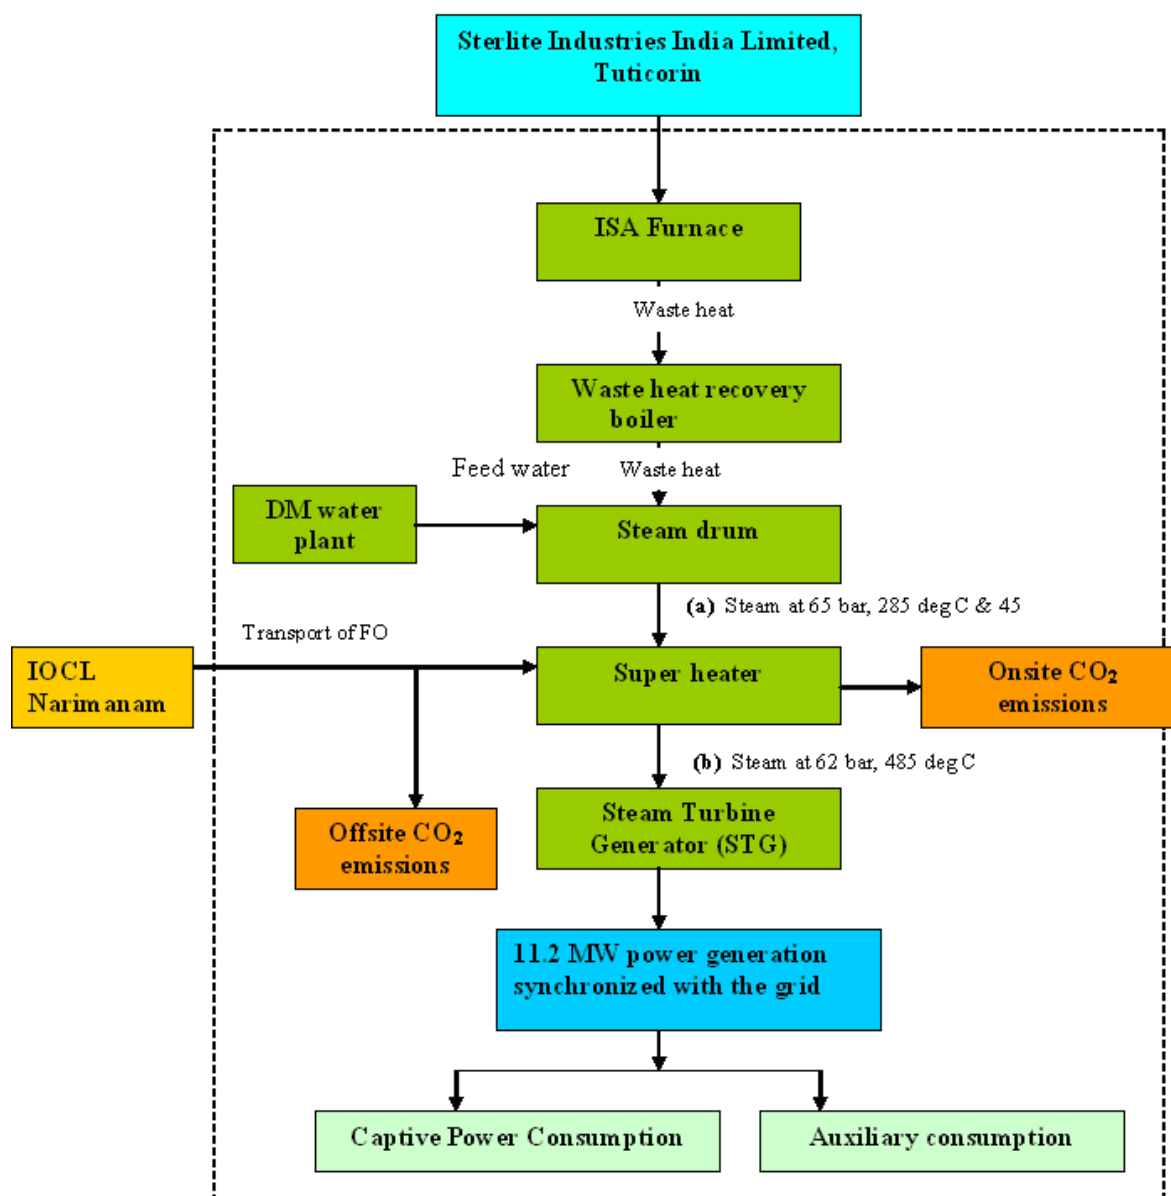 Sterlite Industries India Limited,
Tuticorin
ISA Furnace
Waste heat
Waste heat recovery
boiler
Feed water
Waste heat
DM water
plant
Steam drum
(a) Steam at 65 bar, 285 deg C & 45
Transport of FO
IOCL
Narimanam
Super heater
Onsite CO₂
emissions
(b) Steam at 62 bar, 485 deg C
Steam Turbine
Generator (STG)
Offsite CO₂
emissions
11.2 MW power generation
synchronized with the grid
Captive Power Consumption
Auxiliary consumption